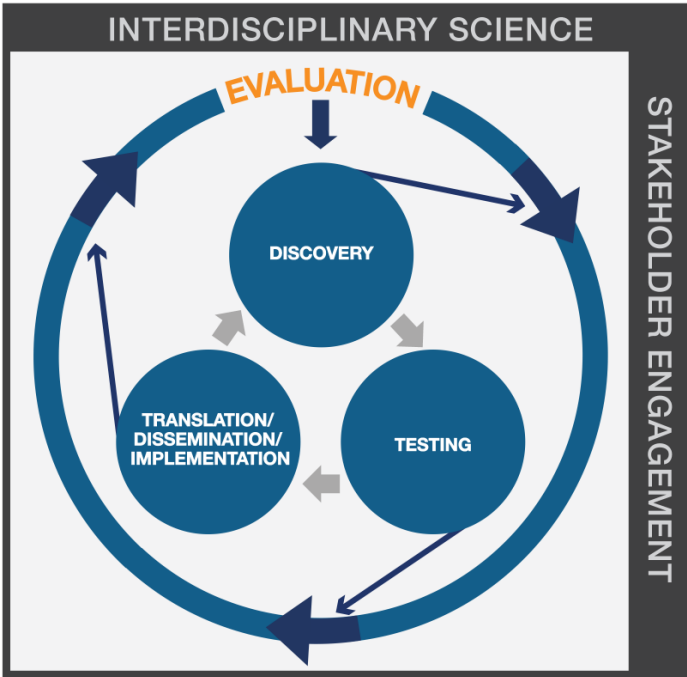 INTERDISCIPLINARY SCIENCE
EVALUATION
STAKEHOLDER ENGAGEMENT
DISCOVERY
TRANSLATION/
DISSEMINATION/
IMPLEMENTATION
TESTING